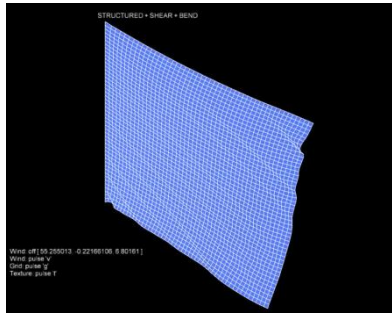 STRUCTURED + SHEAR + BEND
Wind: off [ 55.255013, -0.22166106, 8.80161 ]
Wind: pulse 'v'
Grid: pulse 'g'
Texture: pulse 't'